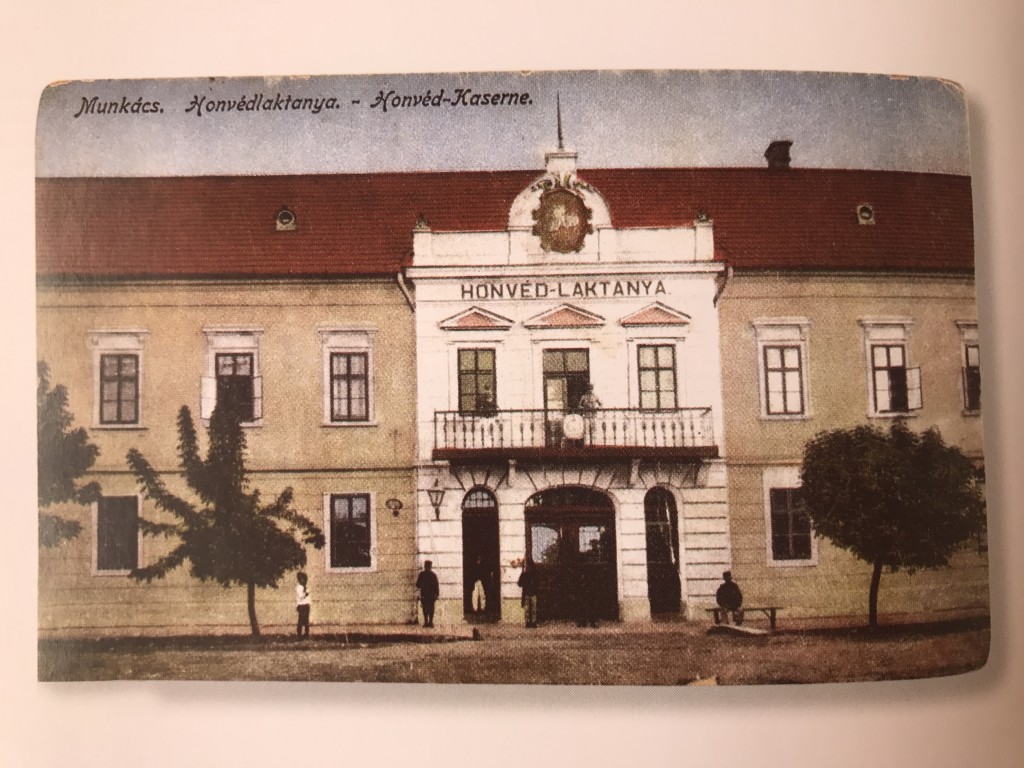 Munkács. Honvédlaktanya. - Honvéd-Kaserne.
HONVÉD-LAKTANYA.